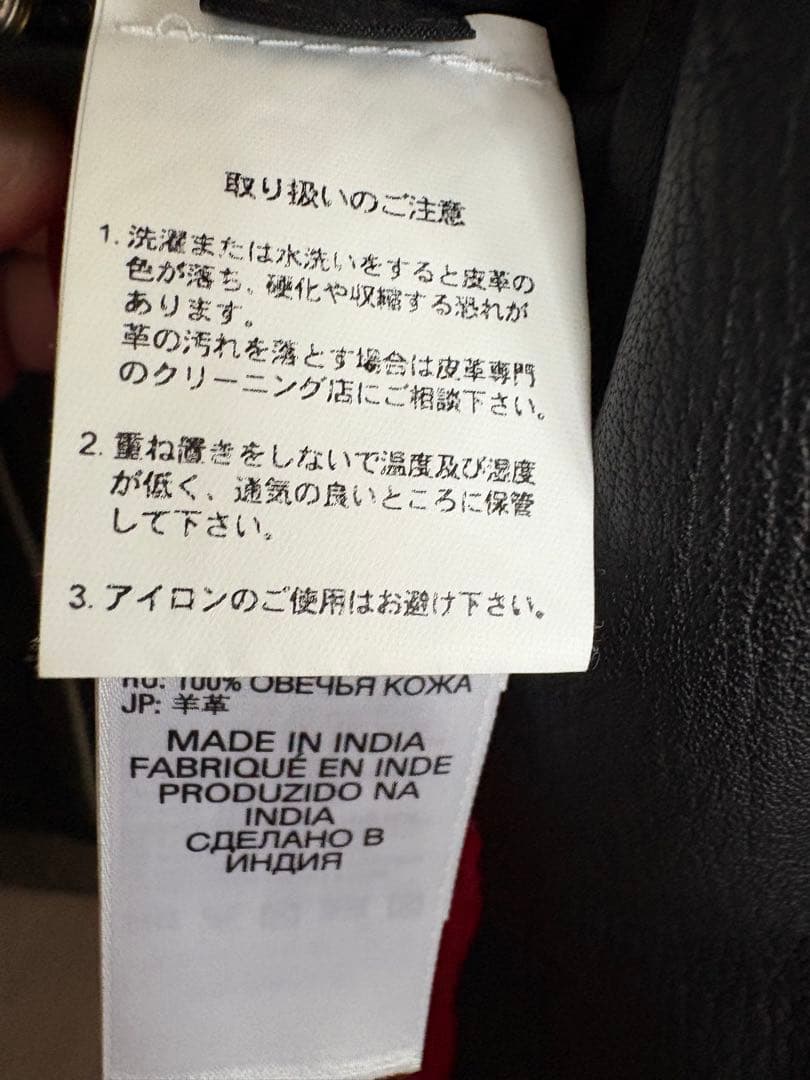 取り扱いのご注意
1. 洗濯または水洗いをすると皮革の
色が落ち、硬化や収縮する恐れが
あります。
革の汚れを落とす場合は皮革専門
のクリーニング店にご相談下さい。
2. 重ね置きをしないで温度及び湿度
が低く、通気の良いところに保管
して下さい。
3. アイロンのご使用はお避け下さい。
RU: 100% ОВЕЧЬЯ КОЖА
JP: 羊革
MADE IN INDIA
FABRIQUÉ EN INDE
PRODUZIDO NA
INDIA
СДЕЛАНО В
ИНДИЯ